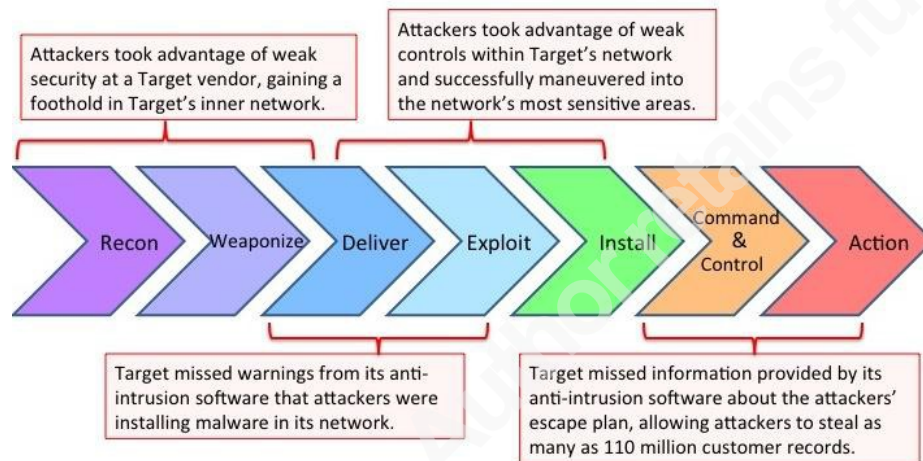 Attackers took advantage of weak
security at a Target vendor, gaining a
foothold in Target's inner network.
Attackers took advantage of weak
controls within Target's network
and successfully maneuvered into
the network's most sensitive areas.
Recon
Weaponize
Deliver
Exploit
Install
Command
&
Control
Action
Target missed warnings from its anti-
intrusion software that attackers were
installing malware in its network.
Target missed information provided by its
anti-intrusion software about the attackers'
escape plan, allowing attackers to steal as
many as 110 million customer records.
Author retains fu